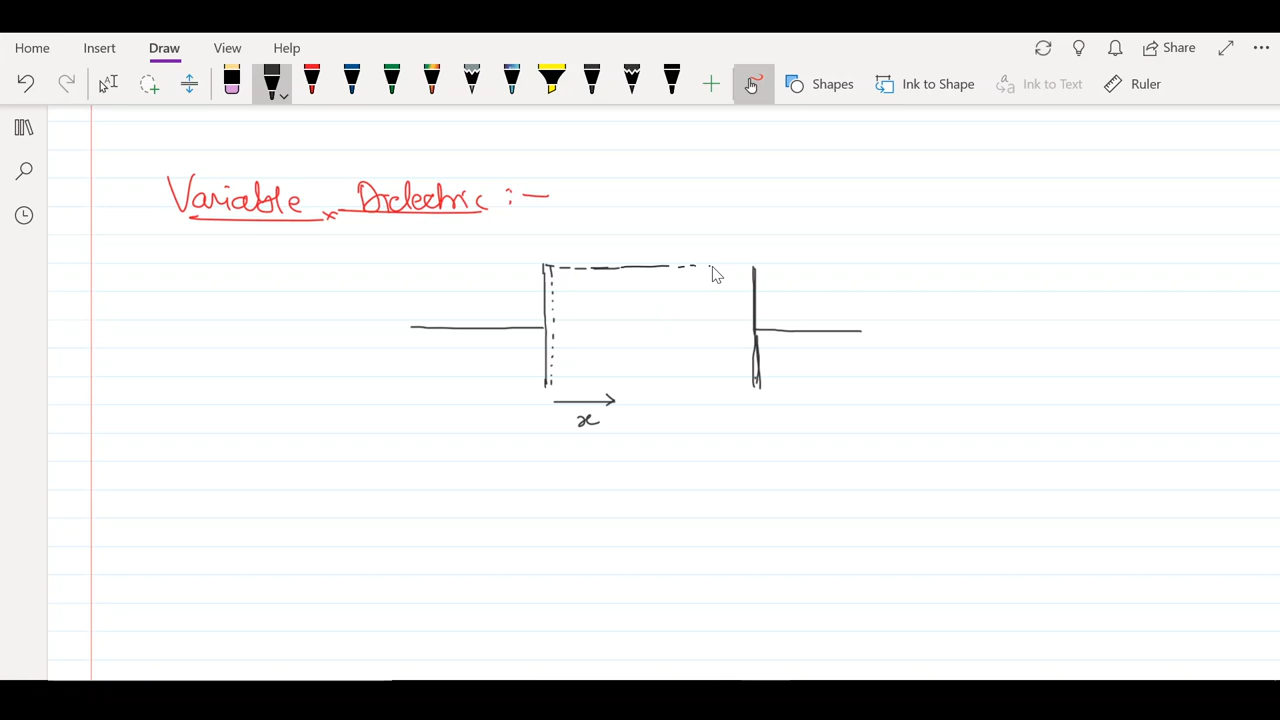 Home Insert Draw View Help Share
Shapes Ink to Shape Ink to Text Ruler
Variable Dielectric :-
x